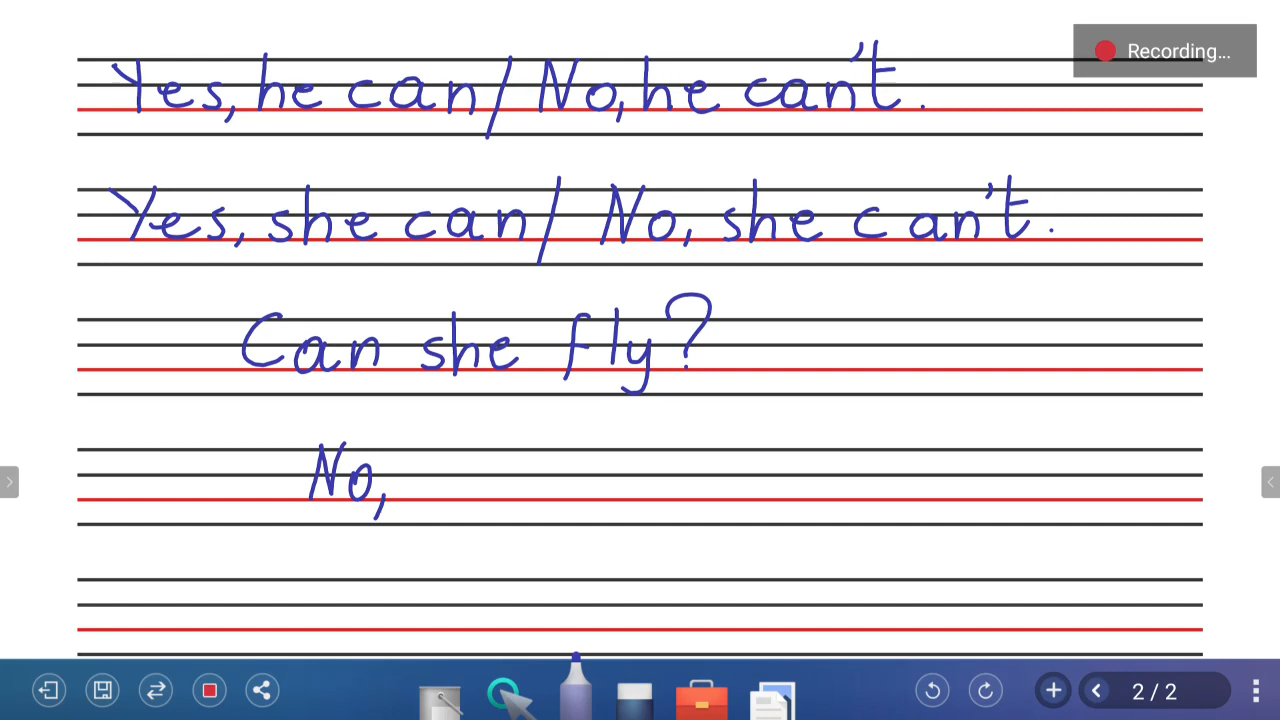 Recording...
Yes, he can/ No, he can't.
Yes, she can/ No, she can't.
Can she fly?
No,
2 / 2